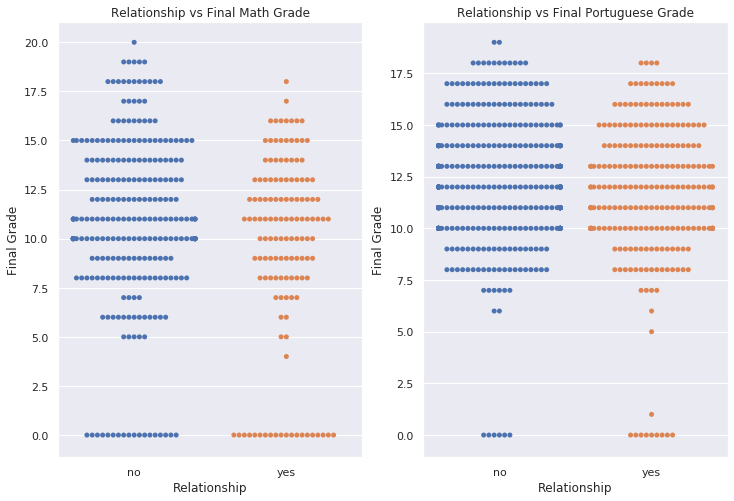 Relationship vs Final Math Grade
20.0
17.5
15.0
12.5
10.0
7.5
5.0
2.5
0.0
Final Grade
no yes
Relationship
Relationship vs Final Portuguese Grade
17.5
15.0
12.5
10.0
7.5
5.0
2.5
0.0
Final Grade
no yes
Relationship